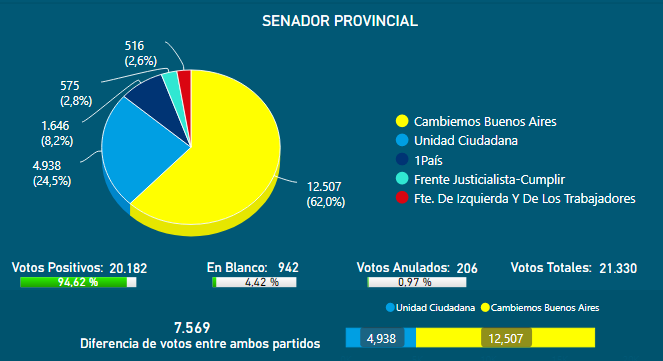 SENADOR PROVINCIAL
516
(2,6%)
575
(2,8%)
1.646
(8,2%)
4.938
(24,5%)
12.507
(62,0%)
Cambiemos Buenos Aires
Unidad Ciudadana
1País
Frente Justicialista-Cumplir
Fte. De Izquierda Y De Los Trabajadores
Votos Positivos: 20.182
94,62 %
En Blanco: 942
4,42 %
Votos Anulados: 206
0,97 %
Votos Totales: 21.330
Unidad Ciudadana Cambiemos Buenos Aires
7.569
Diferencia de votos entre ambos partidos
4,938 12,507